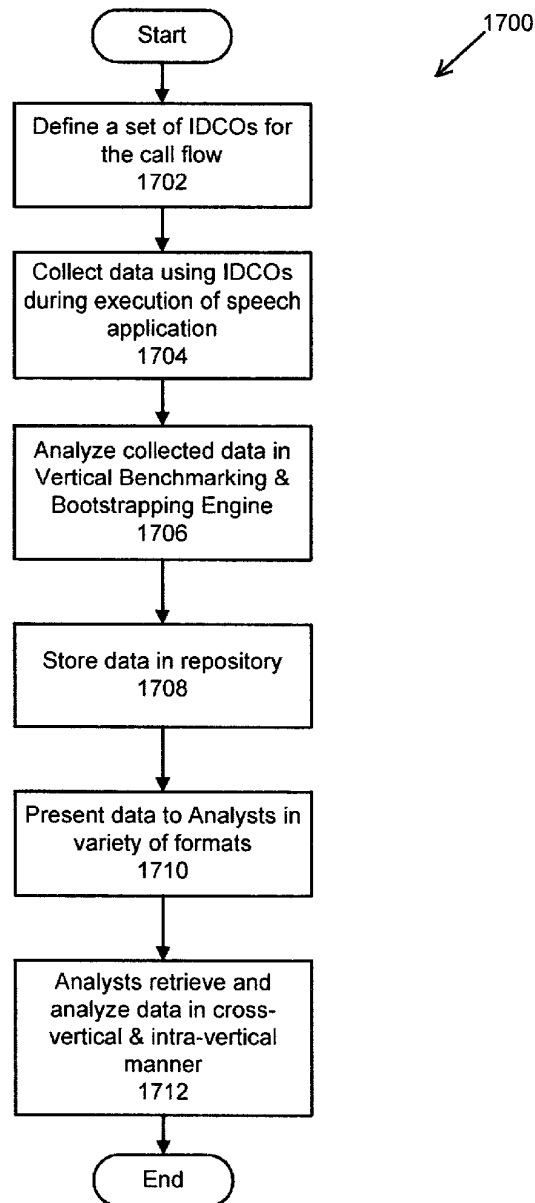 Start
1700
Define a set of IDCOs for
the call flow
1702
Collect data using IDCOs
during execution of speech
application
1704
Analyze collected data in
Vertical Benchmarking &
Bootstrapping Engine
1706
Store data in repository
1708
Present data to Analysts in
variety of formats
1710
Analysts retrieve and
analyze data in cross-
vertical & intra-vertical
manner
1712
End